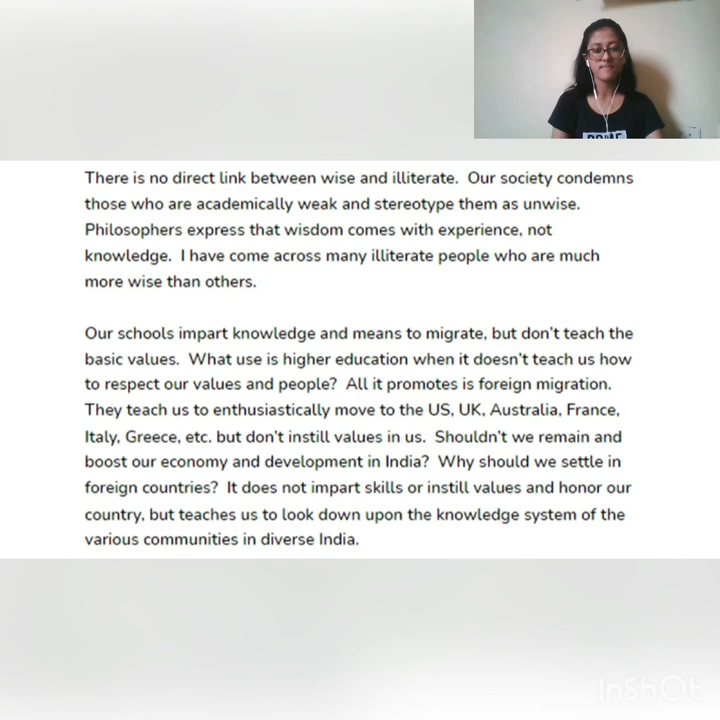 There is no direct link between wise and illiterate.  Our society condemns
those who are academically weak and stereotype them as unwise.
Philosophers express that wisdom comes with experience, not
knowledge.  I have come across many illiterate people who are much
more wise than others.
Our schools impart knowledge and means to migrate, but don't teach the
basic values.  What use is higher education when it doesn't teach us how
to respect our values and people?  All it promotes is foreign migration.
They teach us to enthusiastically move to the US, UK, Australia, France,
Italy, Greece, etc. but don't instill values in us.  Shouldn't we remain and
boost our economy and development in India?  Why should we settle in
foreign countries?  It does not impart skills or instill values and honor our
country, but teaches us to look down upon the knowledge system of the
various communities in diverse India.
InShOt